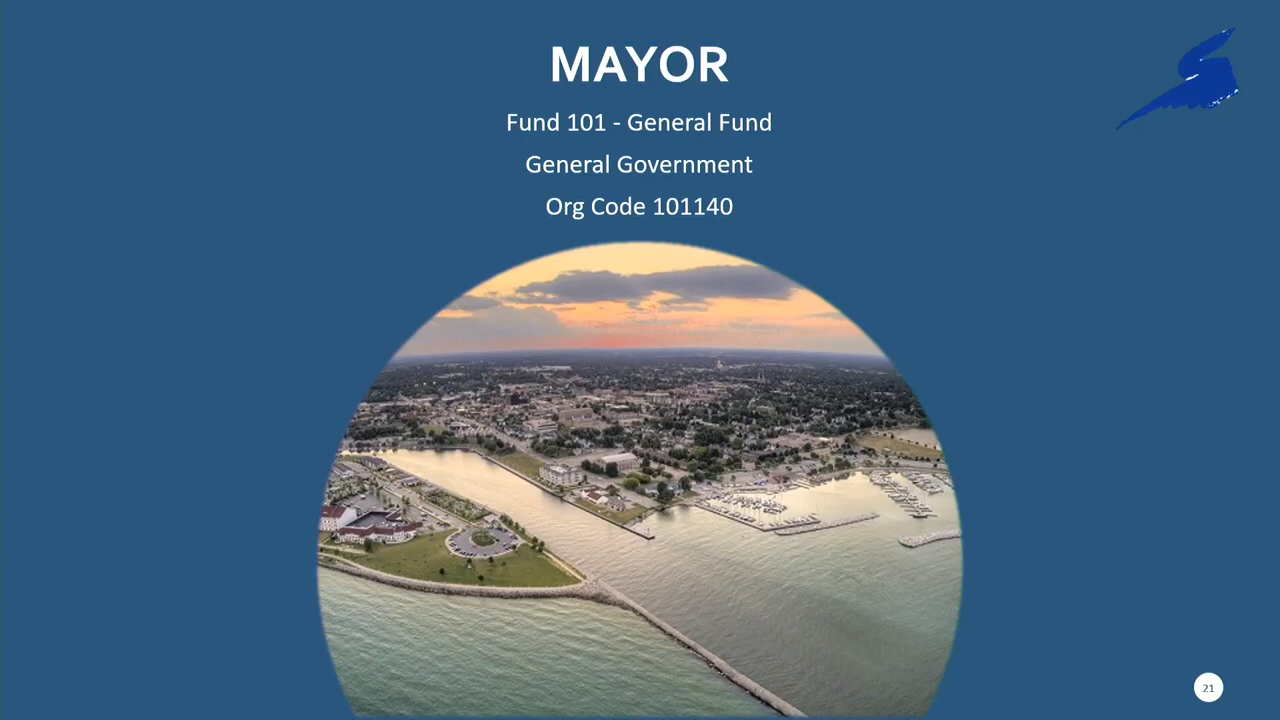 MAYOR
Fund 101 - General Fund
General Government
Org Code 101140
21